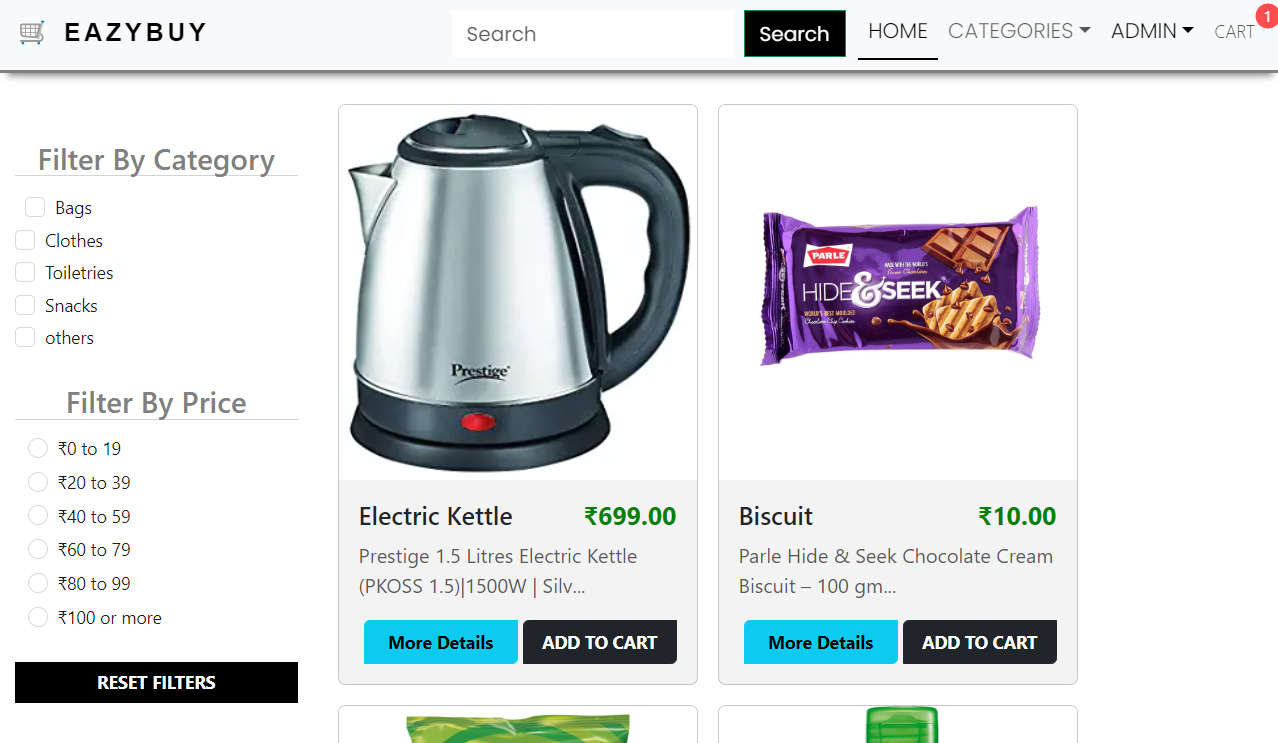 EAZYBUY
Search
Search
HOME
CATEGORIES
ADMIN
CART
1
Filter By Category
Bags
Clothes
Toiletries
Snacks
others
Filter By Price
₹0 to 19
₹20 to 39
₹40 to 59
₹60 to 79
₹80 to 99
₹100 or more
RESET FILTERS
Prestige
Electric Kettle
₹699.00
Prestige 1.5 Litres Electric Kettle
(PKOSS 1.5)|1500W | Silv...
More Details
ADD TO CART
PARLE
HIDE & SEEK
Biscuit
₹10.00
Parle Hide & Seek Chocolate Cream
Biscuit – 100 gm...
More Details
ADD TO CART